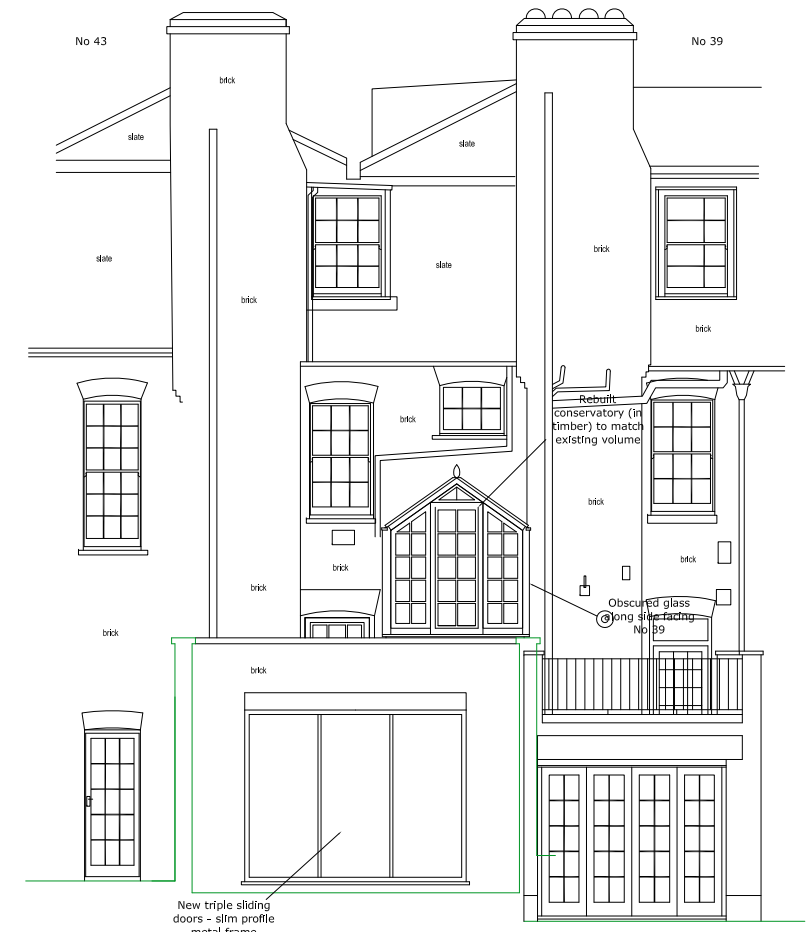 No 43
No 39
brick
slate
slate
brick
slate
slate
brick
brick
Rebuilt
conservatory (in
timber) to match
existing volume
brick
brick
brick
brick
brick
Obscured glass
along side facing
No 39
brick
brick
New triple sliding
doors - slim profile
metal frame